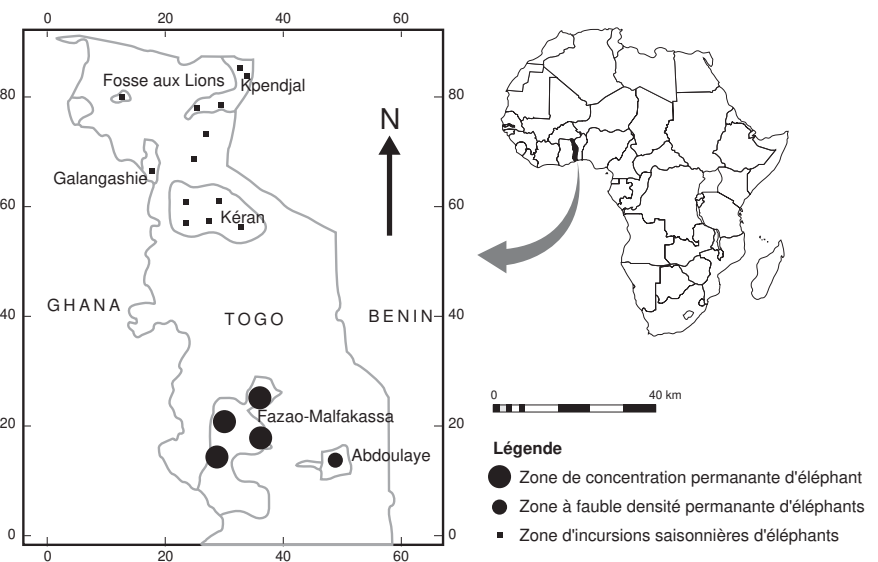 0 20 40 60
80 80
60 60
40 40
20 20
0 0
0 20 40 60
Fosse aux Lions
Kpendjal
Galangashie
Kéran
N
GHANA
TOGO
BENIN
Fazao-Malfakassa
Abdoulaye
0 40 km
Légende
Zone de concentration permanante d'éléphant
Zone à fauble densité permanante d'éléphants
Zone d'incursions saisonnières d'éléphants